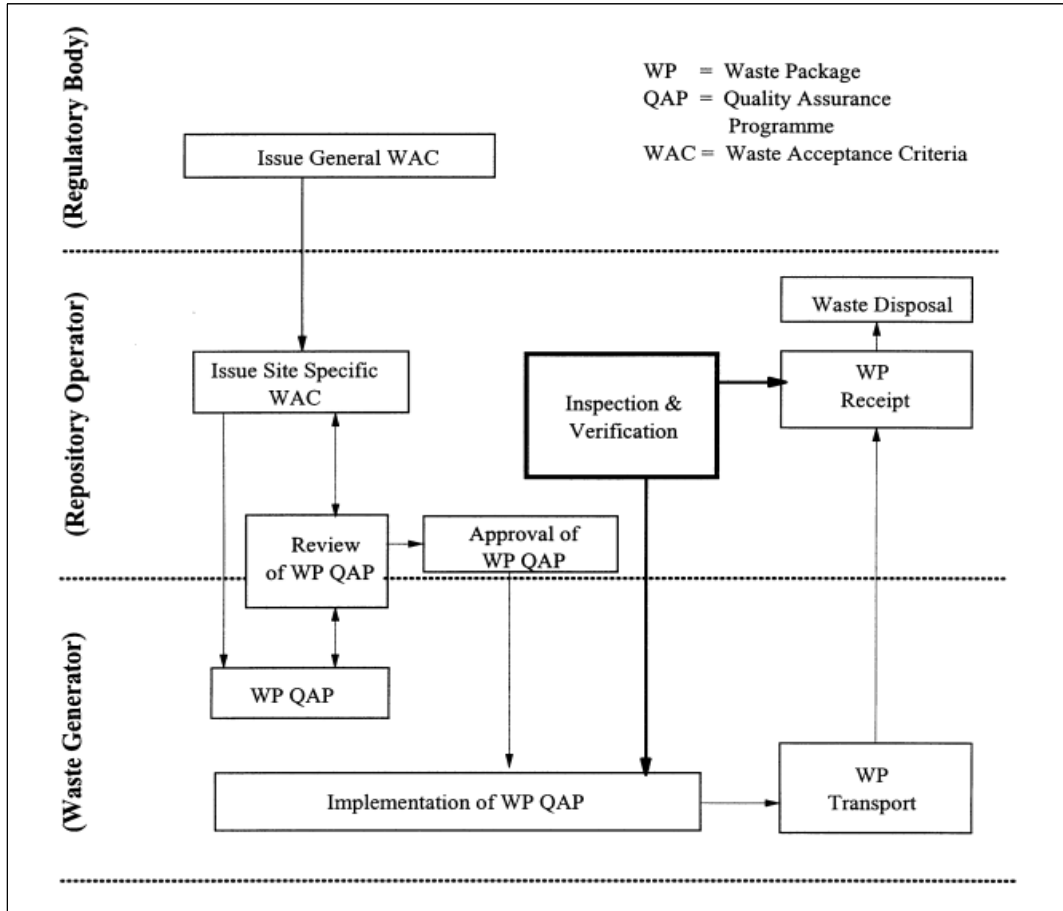 (Regulatory Body)
WP = Waste Package
QAP = Quality Assurance
Programme
WAC = Waste Acceptance Criteria
Issue General WAC
(Repository Operator)
Waste Disposal
Issue Site Specific
WAC
Inspection &
Verification
WP
Receipt
Review
of WP QAP
Approval of
WP QAP
(Waste Generator)
WP QAP
Implementation of WP QAP
WP
Transport